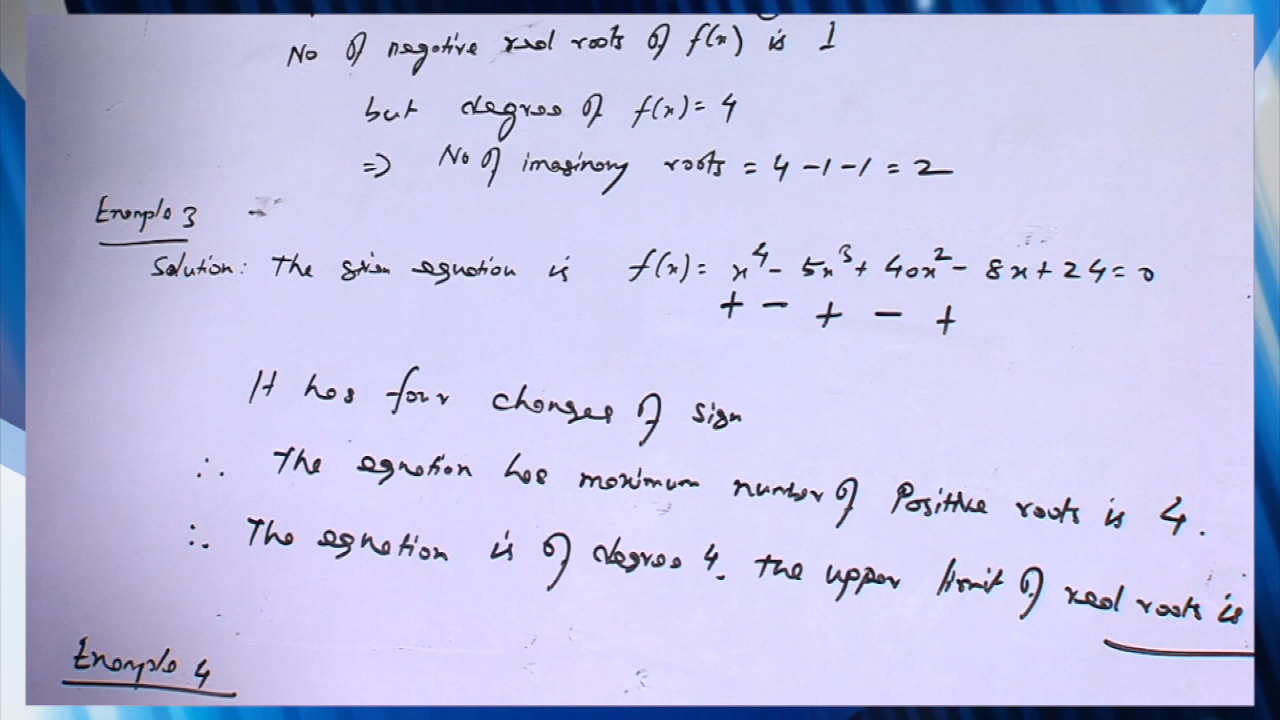 No of negative real roots of f(x) is 1
but degree of f(x) = 4
=> No of imaginary roots = 4 - 1 - 1 = 2
Example 3
Solution: The given equation is f(x) = x⁴ - 5x³ + 40x² - 8x + 24 = 0
+ - + - +
It has four changes of sign
∴ The equation has maximum number of Positive roots is 4.
∴ The equation is of degree 4. The upper limit of real roots is
Example 4